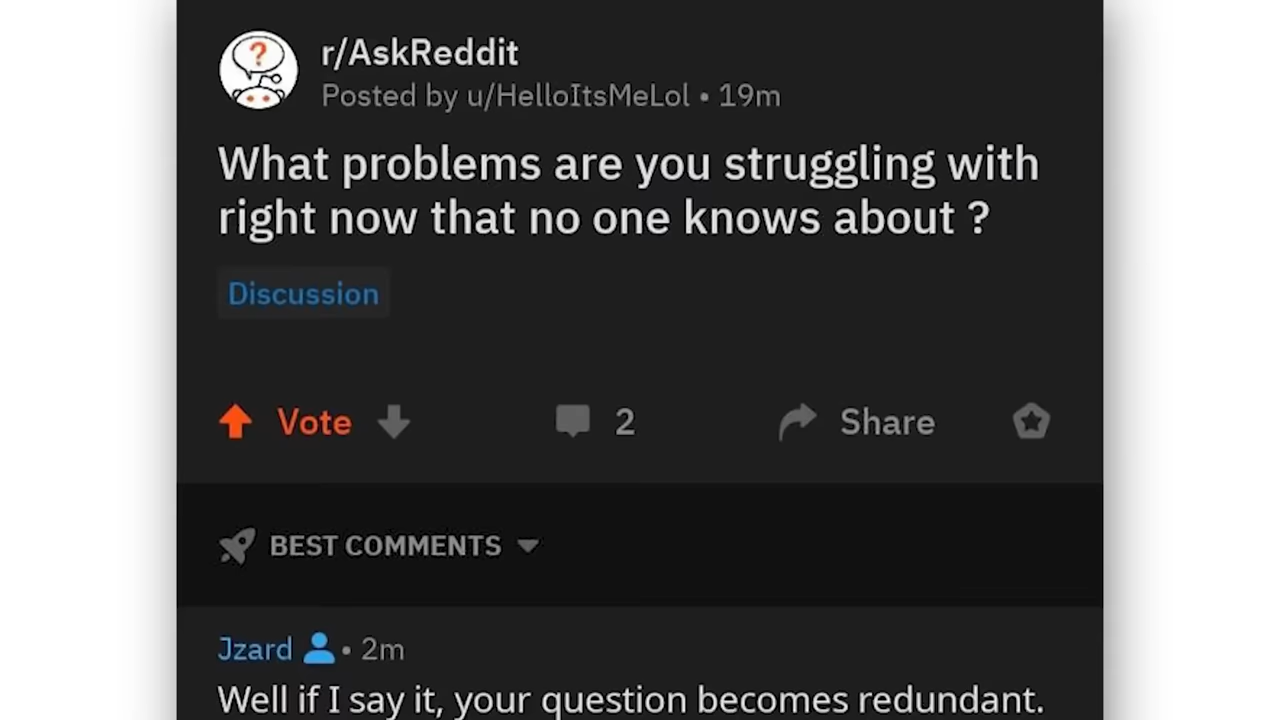 ?
r/AskReddit
Posted by u/HelloItsMeLol • 19m
What problems are you struggling with
right now that no one knows about ?
Discussion
Vote 2 Share
BEST COMMENTS
Jzard • 2m
Well if I say it, your question becomes redundant.